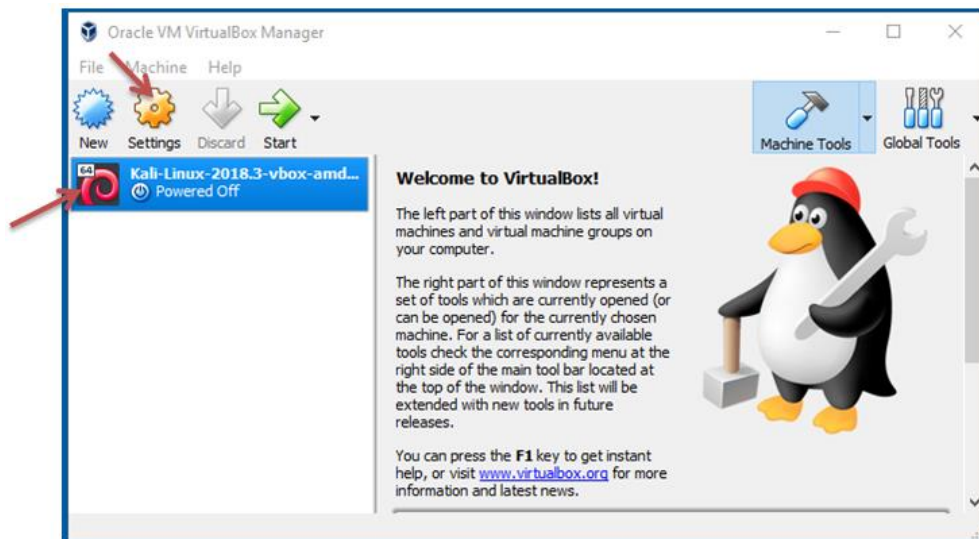 Oracle VM VirtualBox Manager
File Machine Help
New Settings Discard Start
Machine Tools Global Tools
64
Kali-Linux-2018.3-vbox-amd...
Powered Off
Welcome to VirtualBox!
The left part of this window lists all virtual
machines and virtual machine groups on
your computer.
The right part of this window represents a
set of tools which are currently opened (or
can be opened) for the currently chosen
machine. For a list of currently available
tools check the corresponding menu at the
right side of the main tool bar located at
the top of the window. This list will be
extended with new tools in future
releases.
You can press the F1 key to get instant
help, or visit www.virtualbox.org for more
information and latest news.